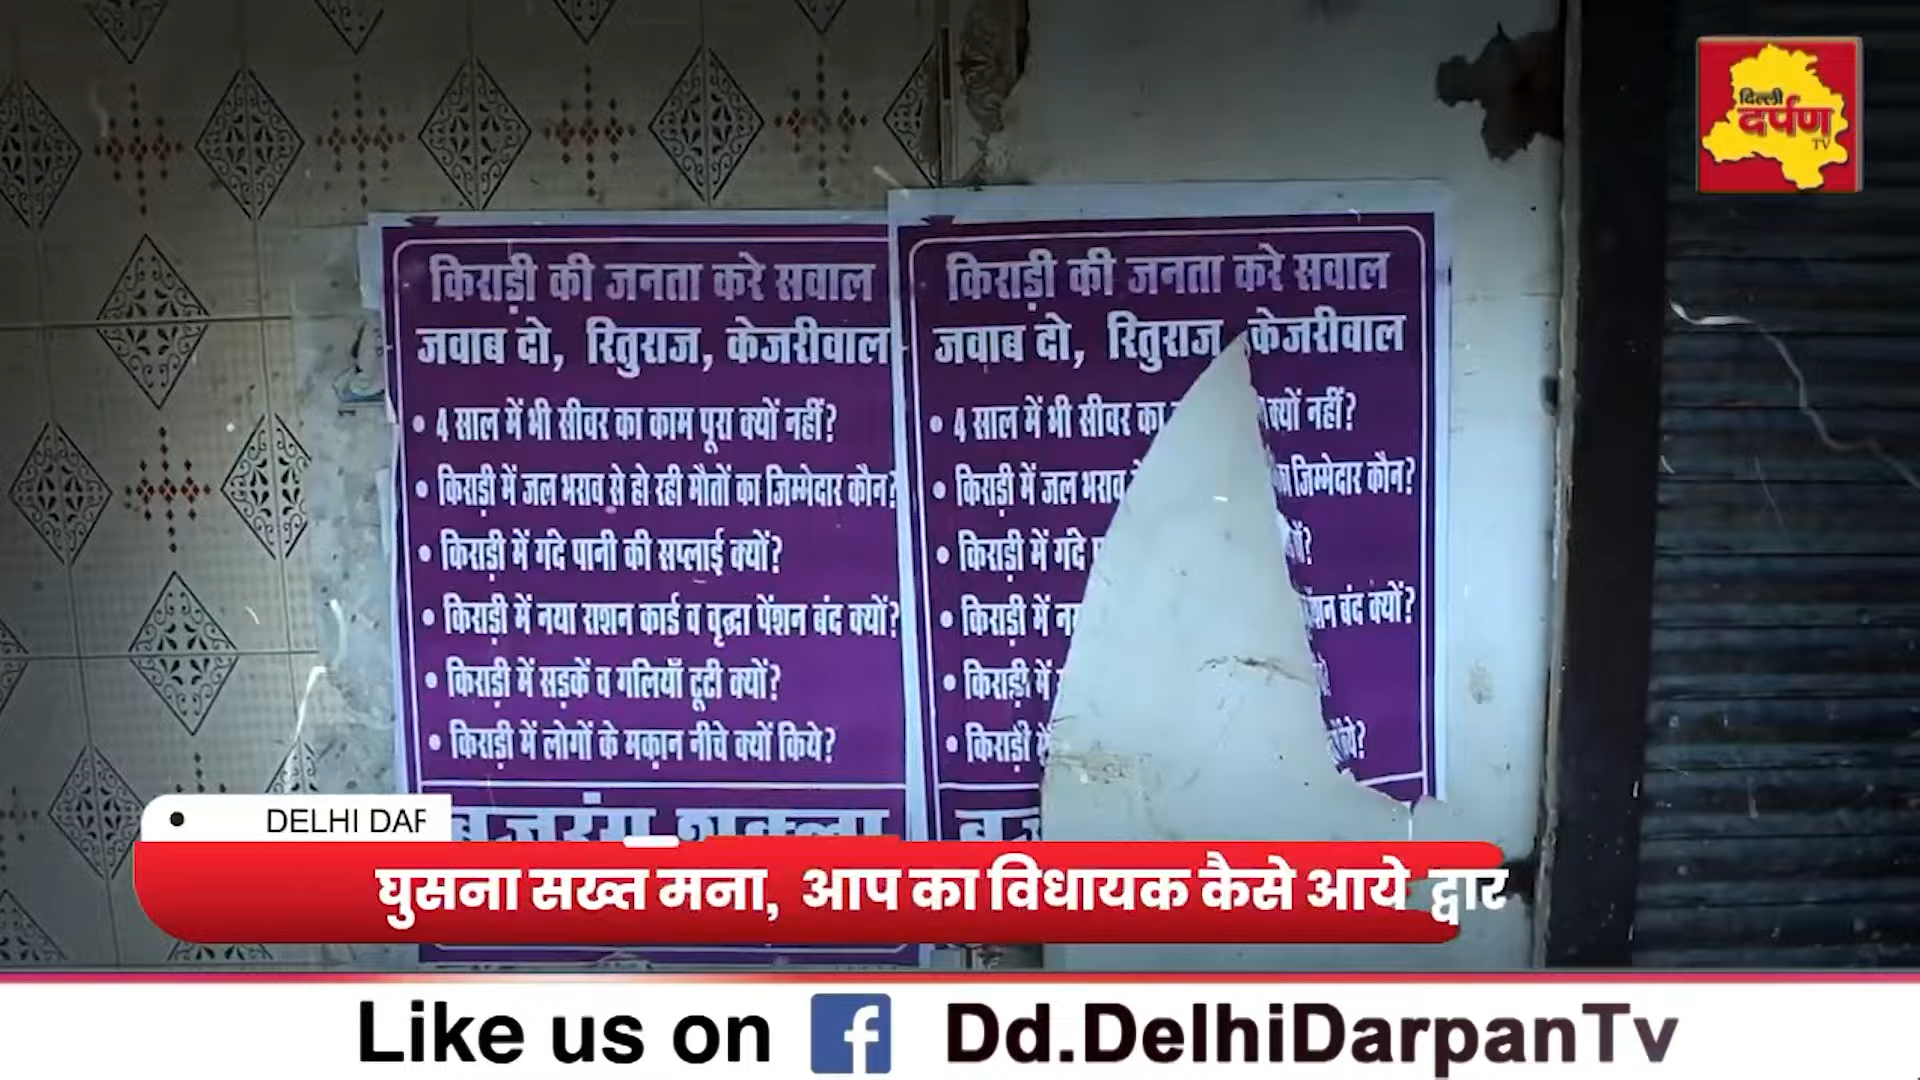 दिल्ली
दर्पण
TV
किराड़ी की जनता करे सवाल
जवाब दो, रितुराज, केजरीवाल
• 4 साल में भी सीवर का काम पूरा क्यों नहीं?
• किराड़ी में जल भराव से हो रही मौतों का जिम्मेदार कौन?
• किराड़ी में गंदे पानी की सप्लाई क्यों?
• किराड़ी में नया राशन कार्ड व वृद्धा पेंशन बंद क्यों?
• किराड़ी में सड़कें व गलियाँ टूटी क्यों?
• किराड़ी में लोगों के मकान नीचे क्यों किये?
बजरंग शुक्ला
किराड़ी की जनता करे सवाल
जवाब दो, रितुराज केजरीवाल
• 4 साल में भी सीवर का क्यों नहीं?
• किराड़ी में जल भराव जिम्मेदार कौन?
• किराड़ी में गंदे
• किराड़ी में बंद क्यों?
• किराड़ी में
• किराड़ी
DELHI DAR
घुसना सख्त मना, आप का विधायक कैसे आये द्वार
Like us on f Dd.DelhiDarpanTv